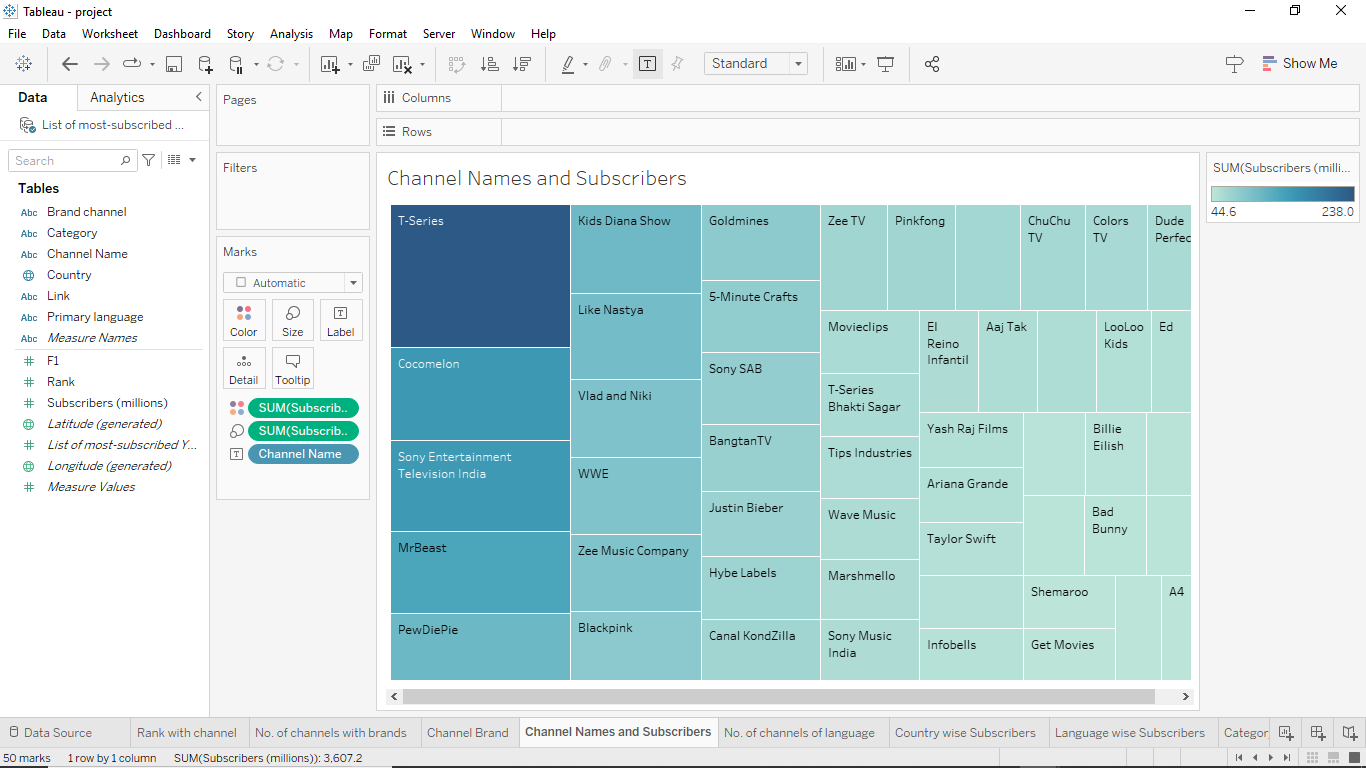 Tableau - project
File Data Worksheet Dashboard Story Analysis Map Format Server Window Help
Standard
Show Me
Data Analytics
List of most-subscribed ...
Search
Tables
Abc Brand channel
Abc Category
Abc Channel Name
Country
Abc Link
Abc Primary language
Abc Measure Names
# F1
# Rank
# Subscribers (millions)
Latitude (generated)
# List of most-subscribed Y...
Longitude (generated)
# Measure Values
Pages
Filters
Marks
Automatic
Color Size Label
Detail Tooltip
SUM(Subscrib..
SUM(Subscrib..
Channel Name
Columns
Rows
Channel Names and Subscribers
T-Series
Cocomelon
Sony Entertainment
Television India
MrBeast
PewDiePie
Kids Diana Show
Like Nastya
Vlad and Niki
WWE
Zee Music Company
Blackpink
Goldmines
5-Minute Crafts
Sony SAB
BangtanTV
Justin Bieber
Hybe Labels
Canal KondZilla
Zee TV
Pinkfong
ChuChu
TV
Colors
TV
Dude
Perfec
Movieclips
T-Series
Bhakti Sagar
Tips Industries
Wave Music
Marshmello
Sony Music
India
El
Reino
Infantil
Aaj Tak
LooLoo
Kids
Ed
Yash Raj Films
Ariana Grande
Taylor Swift
Infobells
Billie
Eilish
Bad
Bunny
Shemaroo
Get Movies
A4
SUM(Subscribers (milli...
44.6 238.0
Data Source Rank with channel No. of channels with brands Channel Brand Channel Names and Subscribers No. of channels of language Country wise Subscribers Language wise Subscribers Categor
50 marks 1 row by 1 column SUM(Subscribers (millions)): 3,607.2